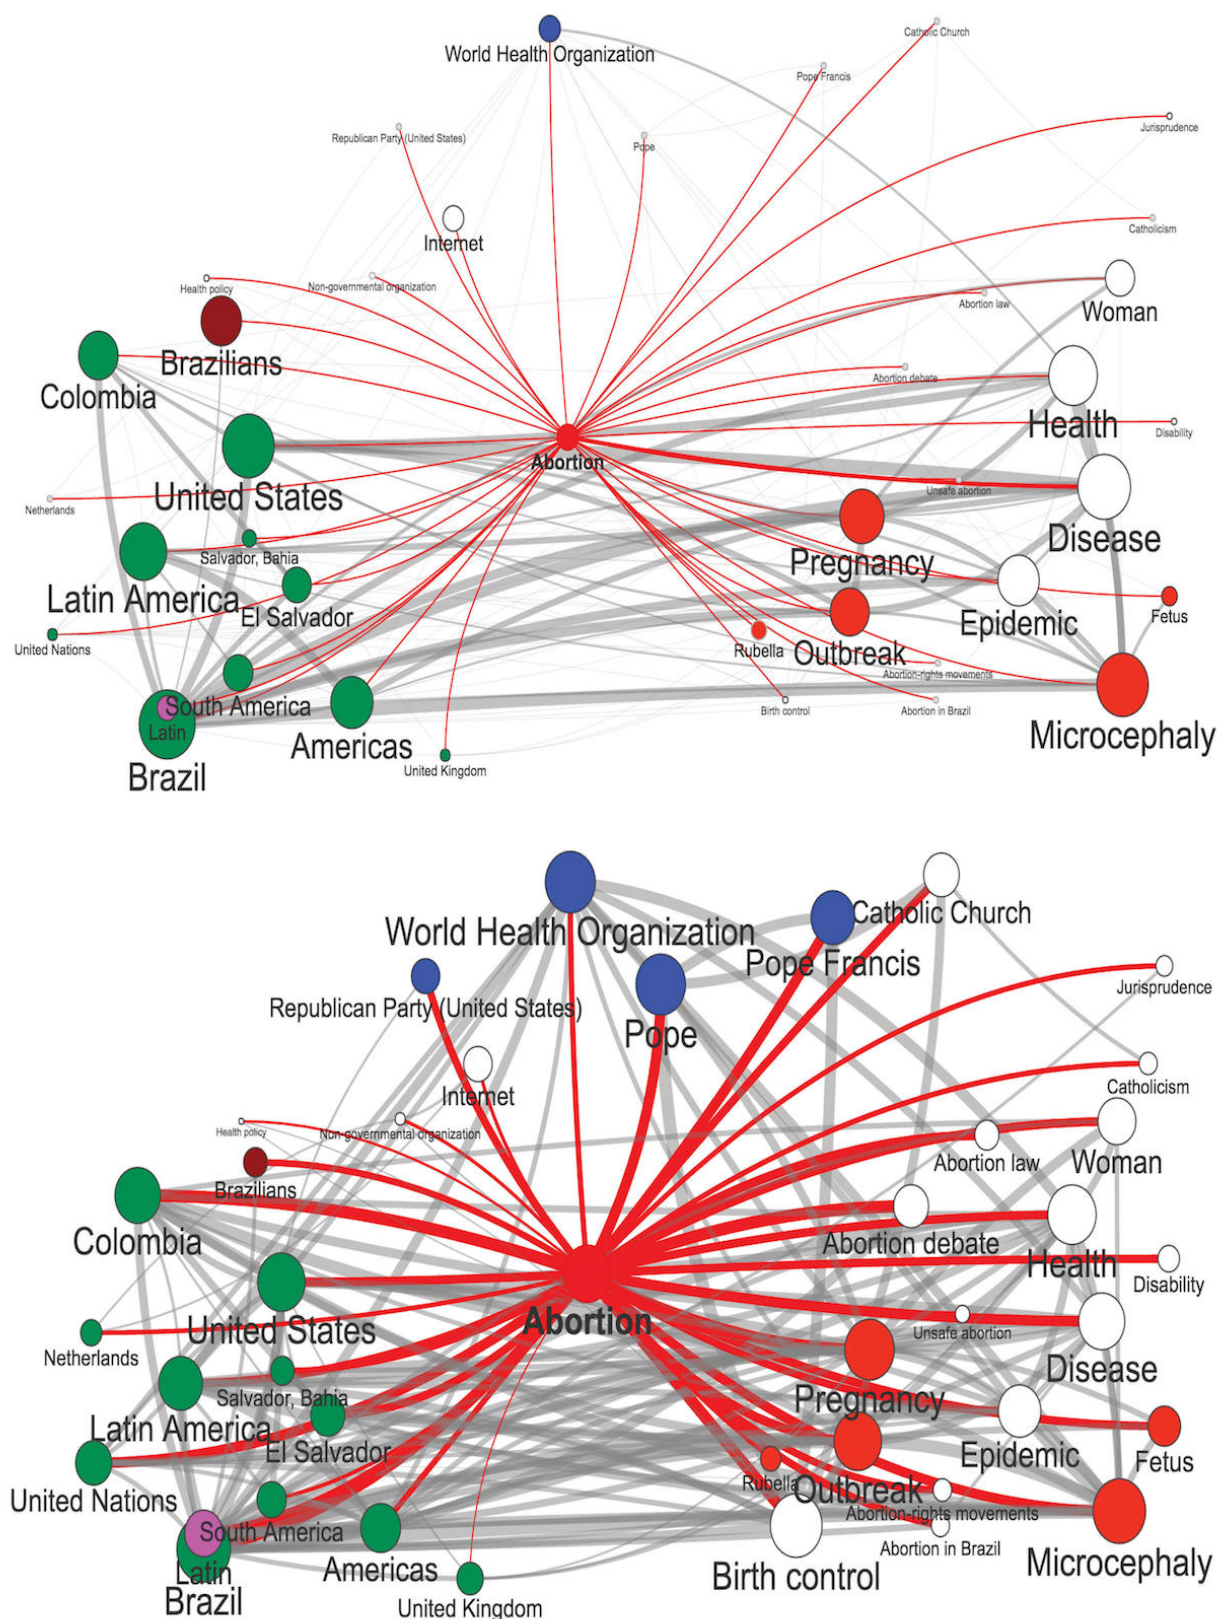 Catholic Church
World Health Organization
Pope Francis
Jurisprudence
Republican Party (United States)
Pope
Catholicism
Internet
Health policy
Non-governmental organization
Abortion law
Woman
Brazilians
Colombia
Abortion debate
Health
Disability
Abortion
United States
Unsafe abortion
Netherlands
Disease
Salvador, Bahia
Pregnancy
Latin America
El Salvador
Epidemic
Fetus
United Nations
Rubella
Outbreak
Abortion-rights movements
South America
Birth control
Abortion in Brazil
Latin
Microcephaly
Americas
United Kingdom
Brazil
Catholic Church
World Health Organization
Pope Francis
Jurisprudence
Republican Party (United States)
Pope
Catholicism
Internet
Health policy
Non-governmental organization
Abortion law
Woman
Brazilians
Colombia
Abortion debate
Health
Disability
Abortion
United States
Unsafe abortion
Netherlands
Disease
Salvador, Bahia
Pregnancy
Latin America
El Salvador
Epidemic
Fetus
Rubella
Outbreak
United Nations
Abortion-rights movements
South America
Abortion in Brazil
Microcephaly
Latin
Americas
Birth control
Brazil
United Kingdom